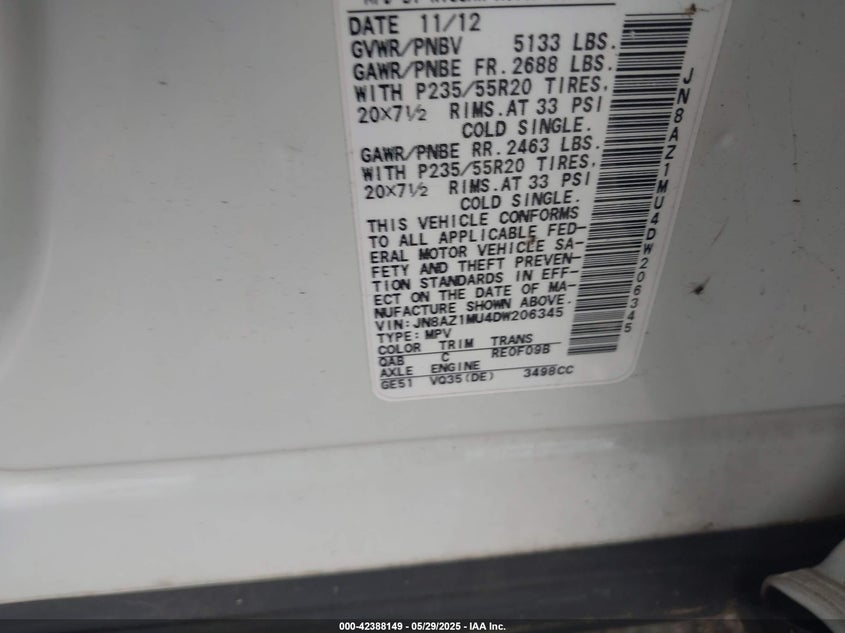 DATE 11/12
GVWR/PNBV 5133 LBS.
GAWR/PNBE FR. 2688 LBS.
WITH P235/55R20 TIRES,
20×7½ RIMS. AT 33 PSI
COLD SINGLE.
GAWR/PNBE RR. 2463 LBS.
WITH P235/55R20 TIRES,
20×7½ RIMS. AT 33 PSI
COLD SINGLE.
THIS VEHICLE CONFORMS
TO ALL APPLICABLE FED-
ERAL MOTOR VEHICLE SA-
FETY AND THEFT PREVEN-
TION STANDARDS IN EFF-
ECT ON THE DATE OF MA-
NUFACTURE SHOWN ABOVE.
VIN: JN8AZ1MU4DW206345
TYPE: MPV
COLOR TRIM TRANS
QAB C RE0F09B
AXLE ENGINE
GE51 VQ35(DE) 3498CC
JN8AZ1MU4DW206345
000-42388149 - 05/29/2025 - IAA Inc.